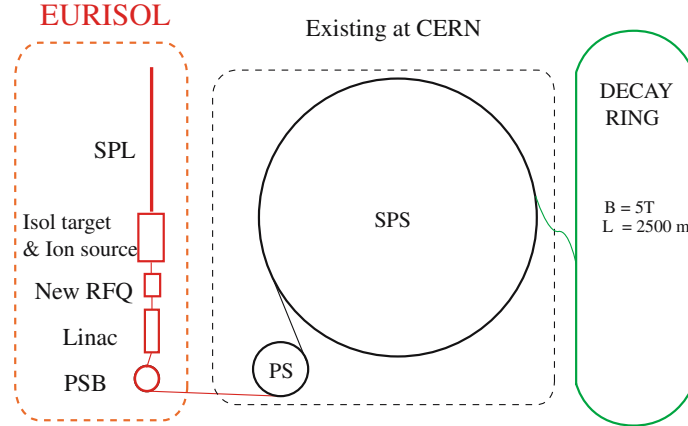 EURISOL
Existing at CERN
SPL
Isol target
& Ion source
New RFQ
Linac
PSB
PS
SPS
DECAY
RING
B = 5T
L = 2500 m